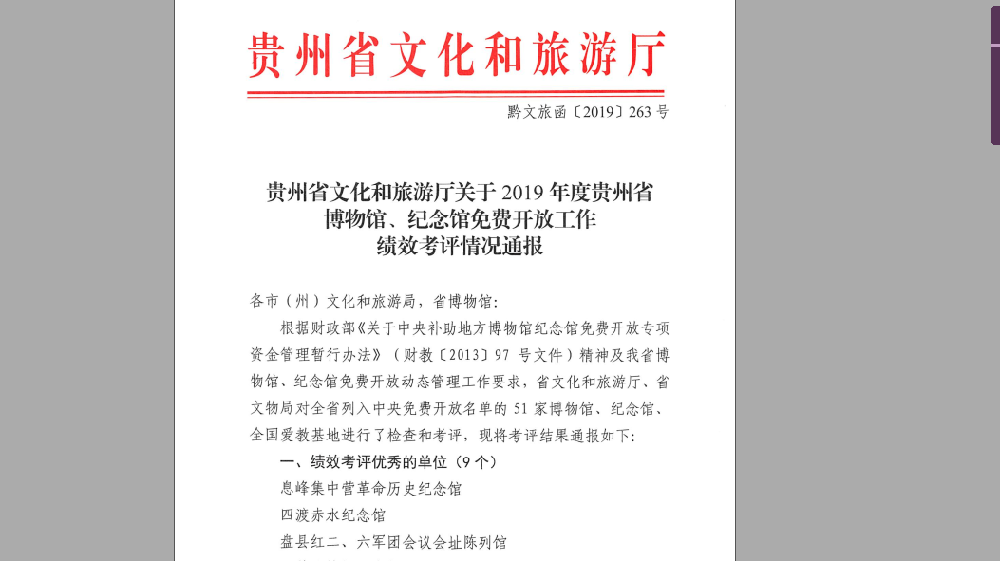 贵州省文化和旅游厅
黔文旅函〔2019〕263 号
贵州省文化和旅游厅关于 2019 年度贵州省
博物馆、纪念馆免费开放工作
绩效考评情况通报
各市（州）文化和旅游局，省博物馆：
根据财政部《关于中央补助地方博物馆纪念馆免费开放专项
资金管理暂行办法》（财教〔2013〕97 号文件）精神及我省博
物馆、纪念馆免费开放动态管理工作要求，省文化和旅游厅、省
文物局对全省列入中央免费开放名单的 51 家博物馆、纪念馆、
全国爱教基地进行了检查和考评，现将考评结果通报如下：
一、绩效考评优秀的单位（9 个）
息峰集中营革命历史纪念馆
四渡赤水纪念馆
盘县红二、六军团会议会址陈列馆